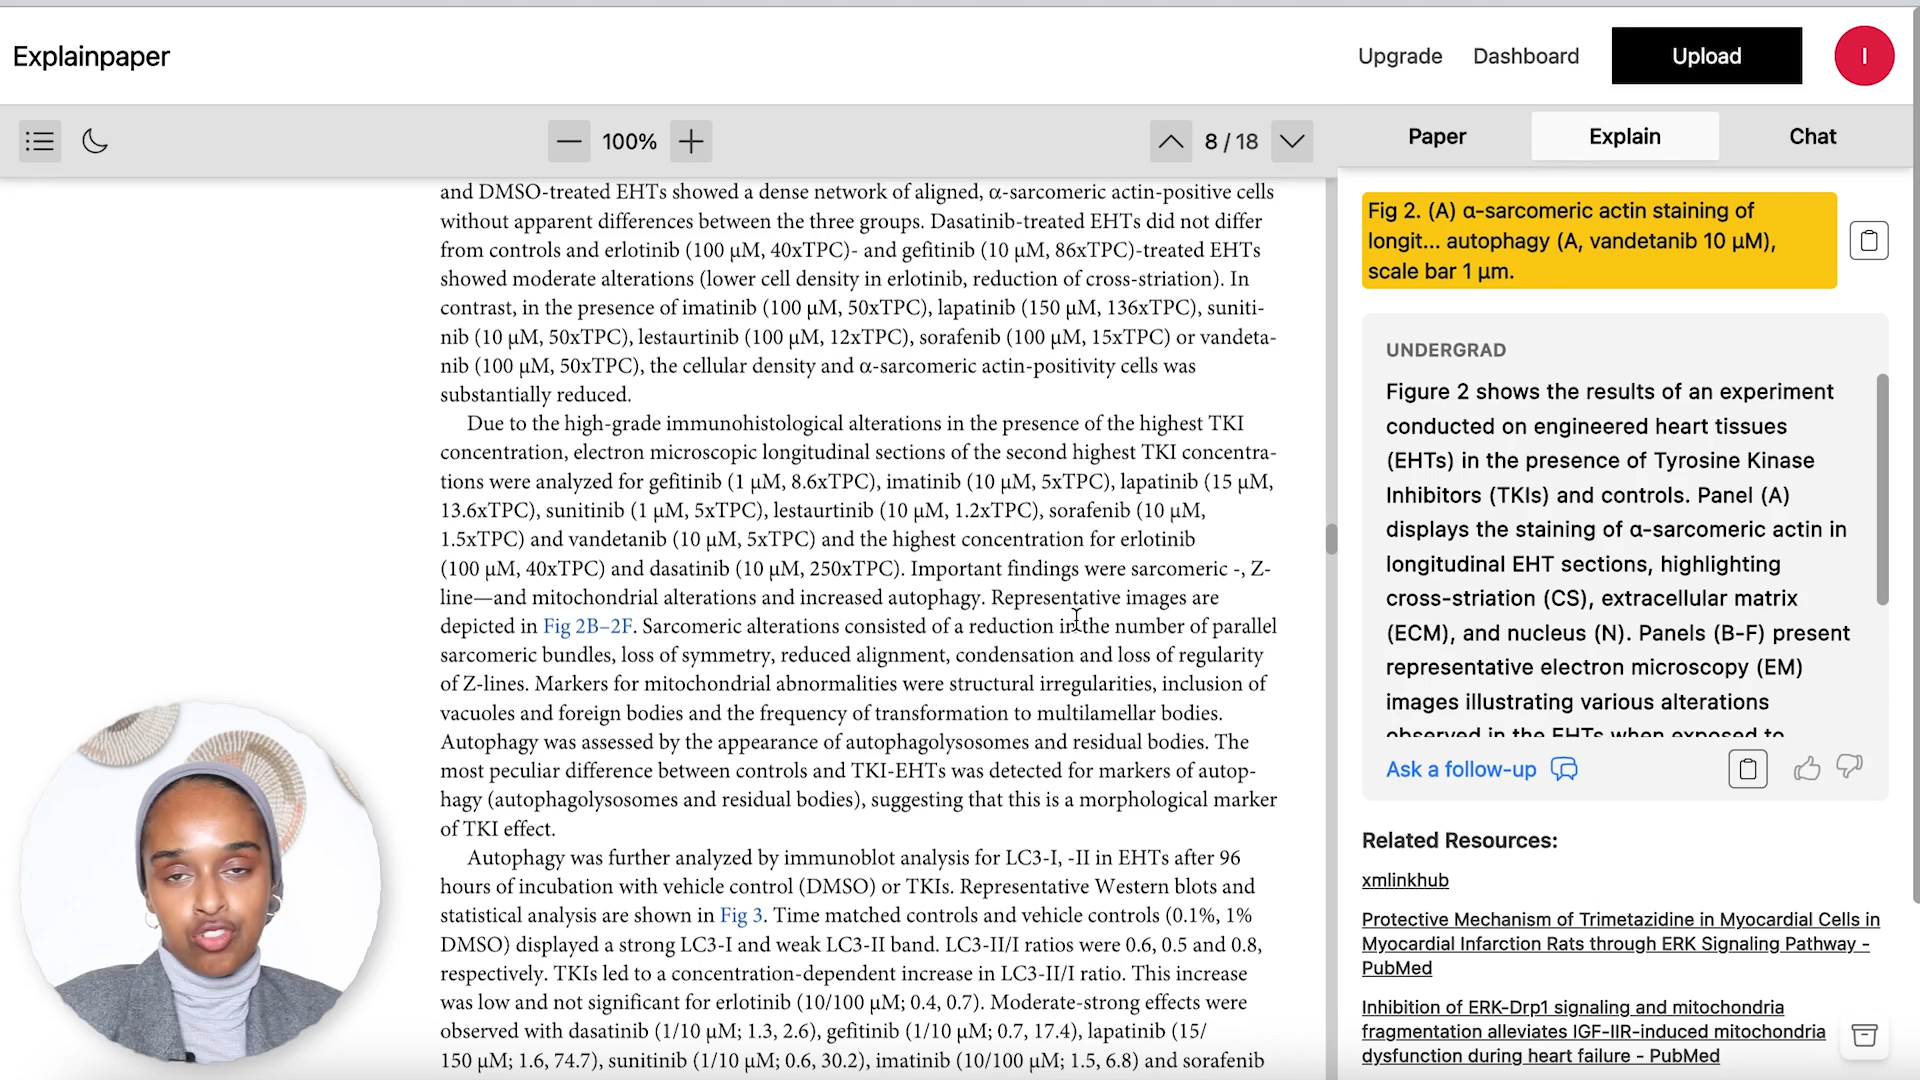 Explainpaper
Upgrade
Dashboard
Upload
I
100%
8 / 18
Paper
Explain
Chat
and DMSO-treated EHTs showed a dense network of aligned, α-sarcomeric actin-positive cells
without apparent differences between the three groups. Dasatinib-treated EHTs did not differ
from controls and erlotinib (100 μM, 40xTPC)- and gefitinib (10 μM, 86xTPC)-treated EHTs
showed moderate alterations (lower cell density in erlotinib, reduction of cross-striation). In
contrast, in the presence of imatinib (100 μM, 50xTPC), lapatinib (150 μM, 136xTPC), suniti-
nib (10 μM, 50xTPC), lestaurtinib (100 μM, 12xTPC), sorafenib (100 μM, 15xTPC) or vandeta-
nib (100 μM, 50xTPC), the cellular density and α-sarcomeric actin-positivity cells was
substantially reduced.
Due to the high-grade immunohistological alterations in the presence of the highest TKI
concentration, electron microscopic longitudinal sections of the second highest TKI concentra-
tions were analyzed for gefitinib (1 μM, 8.6xTPC), imatinib (10 μM, 5xTPC), lapatinib (15 μM,
13.6xTPC), sunitinib (1 μM, 5xTPC), lestaurtinib (10 μM, 1.2xTPC), sorafenib (10 μM,
1.5xTPC) and vandetanib (10 μM, 5xTPC) and the highest concentration for erlotinib
(100 μM, 40xTPC) and dasatinib (10 μM, 250xTPC). Important findings were sarcomeric -, Z-
line—and mitochondrial alterations and increased autophagy. Representative images are
depicted in Fig 2B–2F. Sarcomeric alterations consisted of a reduction in the number of parallel
sarcomeric bundles, loss of symmetry, reduced alignment, condensation and loss of regularity
of Z-lines. Markers for mitochondrial abnormalities were structural irregularities, inclusion of
vacuoles and foreign bodies and the frequency of transformation to multilamellar bodies.
Autophagy was assessed by the appearance of autophagolysosomes and residual bodies. The
most peculiar difference between controls and TKI-EHTs was detected for markers of autop-
hagy (autophagolysosomes and residual bodies), suggesting that this is a morphological marker
of TKI effect.
Autophagy was further analyzed by immunoblot analysis for LC3-I, -II in EHTs after 96
hours of incubation with vehicle control (DMSO) or TKIs. Representative Western blots and
statistical analysis are shown in Fig 3. Time matched controls and vehicle controls (0.1%, 1%
DMSO) displayed a strong LC3-I and weak LC3-II band. LC3-II/I ratios were 0.6, 0.5 and 0.8,
respectively. TKIs led to a concentration-dependent increase in LC3-II/I ratio. This increase
was low and not significant for erlotinib (10/100 μM; 0.4, 0.7). Moderate-strong effects were
observed with dasatinib (1/10 μM; 1.3, 2.6), gefitinib (1/10 μM; 0.7, 17.4), lapatinib (15/
150 μM; 1.6, 74.7), sunitinib (1/10 μM; 0.6, 30.2), imatinib (10/100 μM; 1.5, 6.8) and sorafenib
Fig 2. (A) α-sarcomeric actin staining of
longit... autophagy (A, vandetanib 10 μM),
scale bar 1 μm.
UNDERGRAD
Figure 2 shows the results of an experiment
conducted on engineered heart tissues
(EHTs) in the presence of Tyrosine Kinase
Inhibitors (TKIs) and controls. Panel (A)
displays the staining of α-sarcomeric actin in
longitudinal EHT sections, highlighting
cross-striation (CS), extracellular matrix
(ECM), and nucleus (N). Panels (B-F) present
representative electron microscopy (EM)
images illustrating various alterations
observed in the EHTs when exposed to
Ask a follow-up
Related Resources:
xmlinkhub
Protective Mechanism of Trimetazidine in Myocardial Cells in
Myocardial Infarction Rats through ERK Signaling Pathway -
PubMed
Inhibition of ERK-Drp1 signaling and mitochondria
fragmentation alleviates IGF-IIR-induced mitochondria
dysfunction during heart failure - PubMed